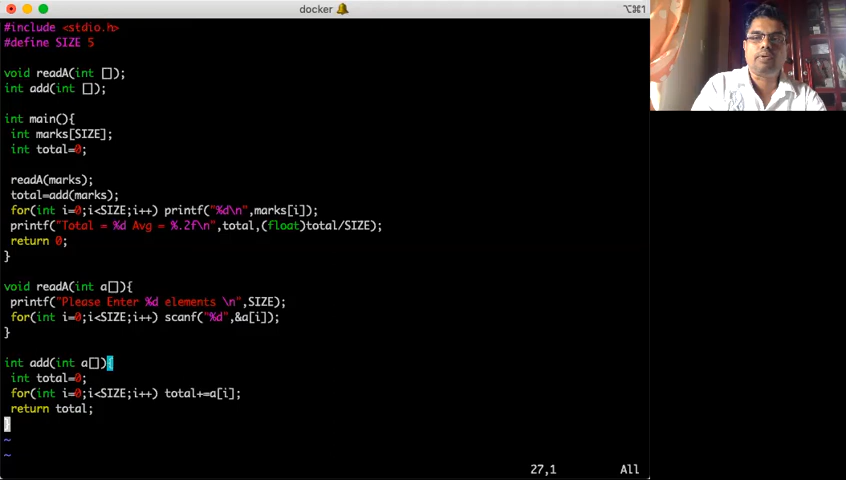 docker 🔔 ⌥⌘1
#include <stdio.h>
#define SIZE 5
void readA(int []);
int add(int []);
int main(){
int marks[SIZE];
int total=0;
readA(marks);
total=add(marks);
for(int i=0;i<SIZE;i++) printf("%d\n",marks[i]);
printf("Total = %d Avg = %.2f\n",total,(float)total/SIZE);
return 0;
}
void readA(int a[]){
printf("Please Enter %d elements \n",SIZE);
for(int i=0;i<SIZE;i++) scanf("%d",&a[i]);
}
int add(int a[]){
int total=0;
for(int i=0;i<SIZE;i++) total+=a[i];
return total;
}
~
~
27,1 All